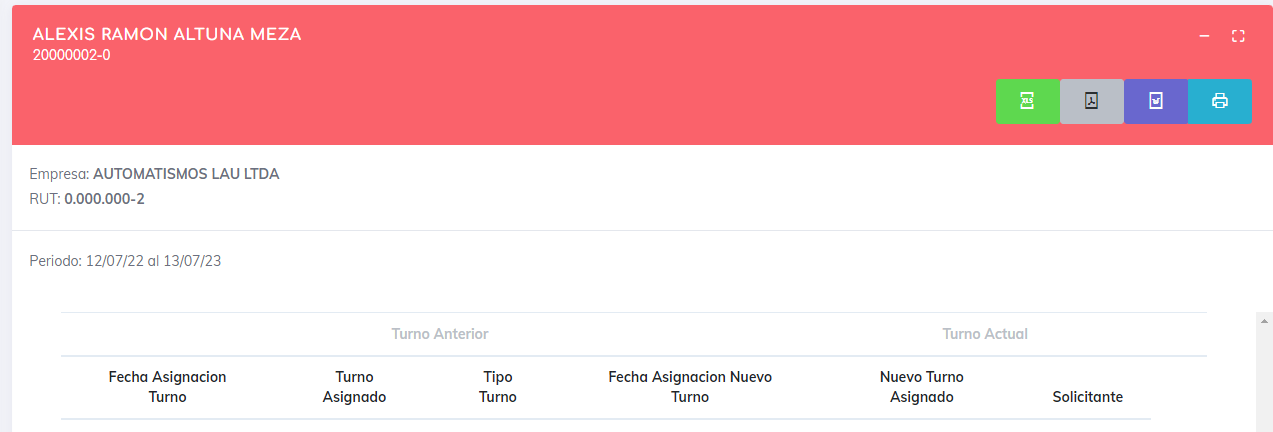 ALEXIS RAMON ALTUNA MEZA
20000002-0
XLS
Empresa: AUTOMATISMOS LAU LTDA
RUT: 0.000.000-2
Periodo: 12/07/22 al 13/07/23
Turno Anterior Turno Actual
Fecha Asignacion Turno Tipo Fecha Asignacion Nuevo Nuevo Turno
Turno Asignado Turno Turno Asignado Solicitante